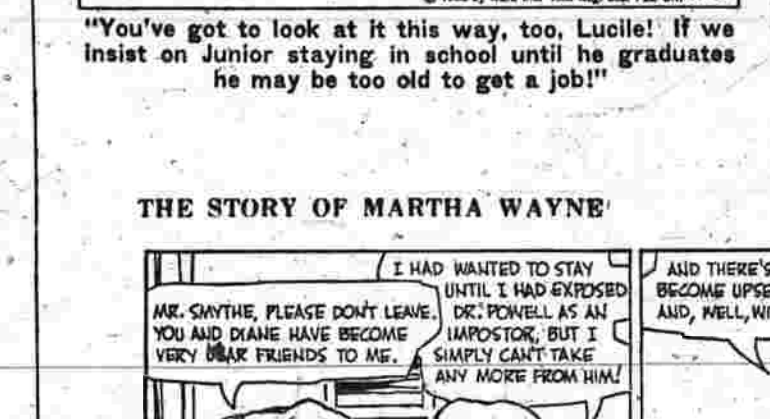 "You've got to look at it this way, too, Lucile! If we
insist on Junior staying in school until he graduates
he may be too old to get a job!"
THE STORY OF MARTHA WAYNE
MR. SMYTHE, PLEASE DON'T LEAVE.
YOU AND DIANE HAVE BECOME
VERY DEAR FRIENDS TO ME.
I HAD WANTED TO STAY
UNTIL I HAD EXPOSED
DR. POWELL AS AN
IMPOSTOR, BUT I
SIMPLY CAN'T TAKE
ANY MORE FROM HIM!
AND THERE'S
BECOME UPSE
AND, WELL, WI